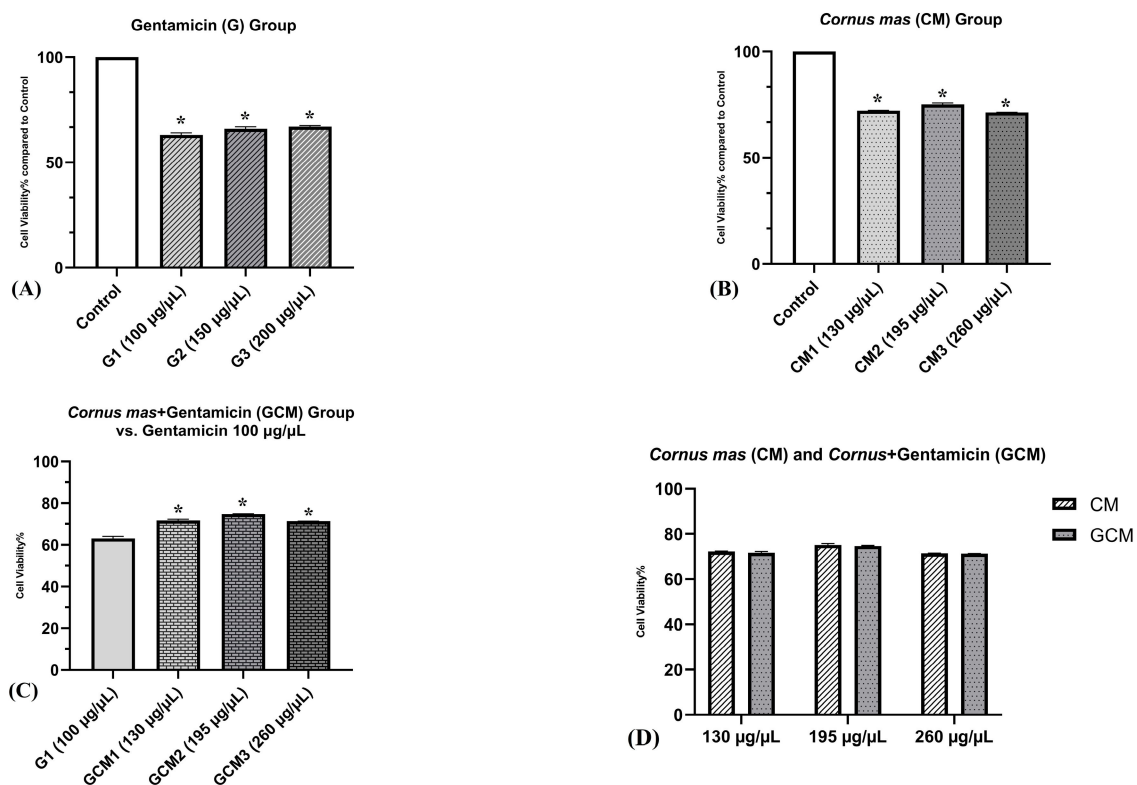 Gentamicin (G) Group
Cell Viability% compared to Control
100
50
0
*
*
*
Control
G1 (100 µg/µL)
G2 (150 µg/µL)
G3 (200 µg/µL)
(A)
Cornus mas (CM) Group
Cell Viability% compared to Control
100
50
0
*
*
*
Control
CM1 (130 µg/µL)
CM2 (195 µg/µL)
CM3 (260 µg/µL)
(B)
Cornus mas+Gentamicin (GCM) Group
vs. Gentamicin 100 µg/µL
Cell Viability%
100
80
60
40
20
0
*
*
*
G1 (100 µg/µL)
GCM1 (130 µg/µL)
GCM2 (195 µg/µL)
GCM3 (260 µg/µL)
(C)
Cornus mas (CM) and Cornus+Gentamicin (GCM)
Cell Viability%
100
80
60
40
20
0
130 µg/µL
195 µg/µL
260 µg/µL
CM
GCM
(D)